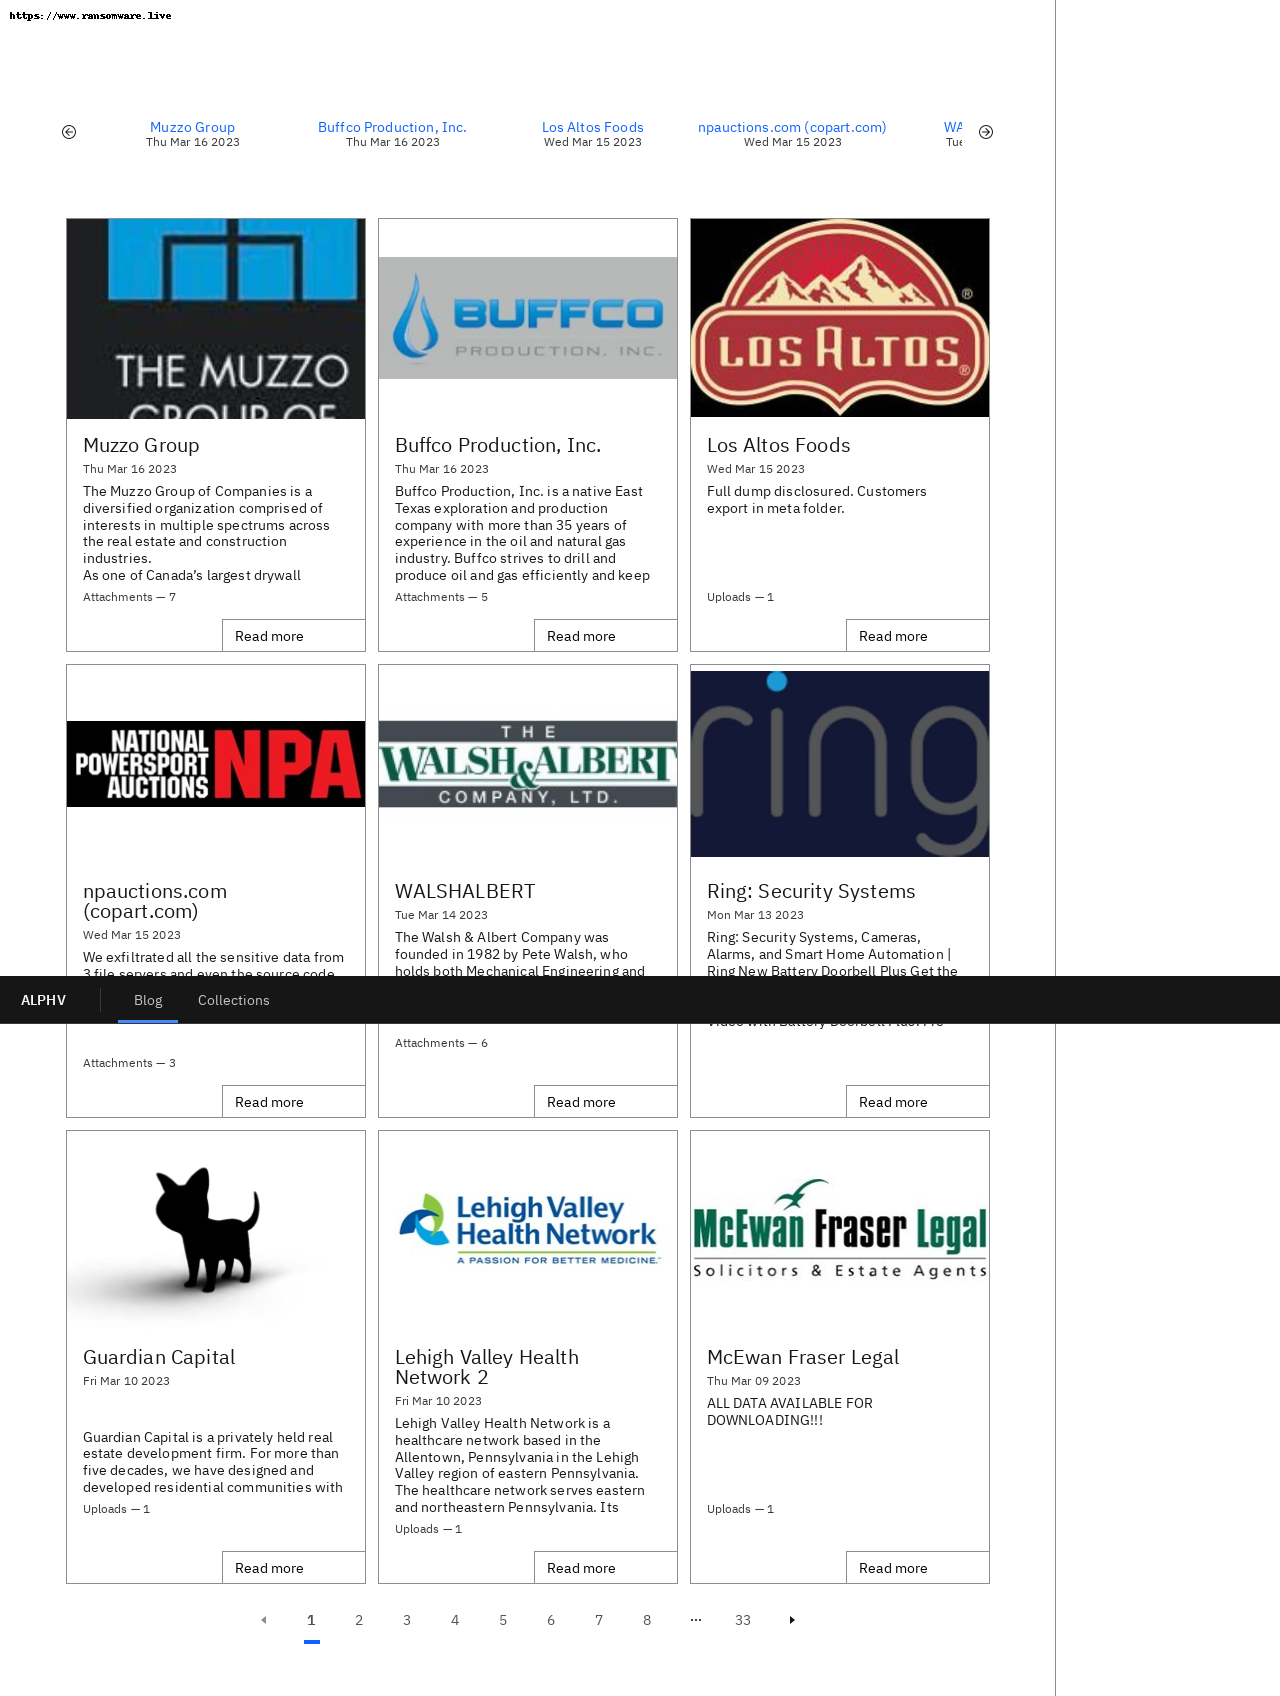 https://www.ransomware.live
Muzzo Group
Thu Mar 16 2023
Buffco Production, Inc.
Thu Mar 16 2023
Los Altos Foods
Wed Mar 15 2023
npauctions.com (copart.com)
Wed Mar 15 2023
THE MUZZO
GROUP OF
Muzzo Group
Thu Mar 16 2023
The Muzzo Group of Companies is a
diversified organization comprised of
interests in multiple spectrums across
the real estate and construction
industries.
As one of Canada's largest drywall
Attachments — 7
Read more
BUFFCO
PRODUCTION, INC.
Buffco Production, Inc.
Thu Mar 16 2023
Buffco Production, Inc. is a native East
Texas exploration and production
company with more than 35 years of
experience in the oil and natural gas
industry. Buffco strives to drill and
produce oil and gas efficiently and keep
Attachments — 5
Read more
LOS ALTOS
Los Altos Foods
Wed Mar 15 2023
Full dump disclosured. Customers
export in meta folder.
Uploads — 1
Read more
NATIONAL
POWERSPORT
AUCTIONS
NPA
npauctions.com
(copart.com)
Wed Mar 15 2023
We exfiltrated all the sensitive data from
3 file servers and even the source code
Attachments — 3
Read more
THE
WALSH & ALBERT
COMPANY, LTD.
WALSHALBERT
Tue Mar 14 2023
The Walsh & Albert Company was
founded in 1982 by Pete Walsh, who
holds both Mechanical Engineering and
Attachments — 6
Read more
ring
Ring: Security Systems
Mon Mar 13 2023
Ring: Security Systems, Cameras,
Alarms, and Smart Home Automation |
Ring New Battery Doorbell Plus Get the
Read more
ALPHV
Blog
Collections
Guardian Capital
Fri Mar 10 2023
Guardian Capital is a privately held real
estate development firm. For more than
five decades, we have designed and
developed residential communities with
Uploads — 1
Read more
Lehigh Valley
Health Network
A PASSION FOR BETTER MEDICINE.™
Lehigh Valley Health
Network 2
Fri Mar 10 2023
Lehigh Valley Health Network is a
healthcare network based in the
Allentown, Pennsylvania in the Lehigh
Valley region of eastern Pennsylvania.
The healthcare network serves eastern
and northeastern Pennsylvania. Its
Uploads — 1
Read more
McEwan Fraser Legal
Solicitors & Estate Agents
McEwan Fraser Legal
Thu Mar 09 2023
ALL DATA AVAILABLE FOR
DOWNLOADING!!!
Uploads — 1
Read more
1 2 3 4 5 6 7 8 ... 33